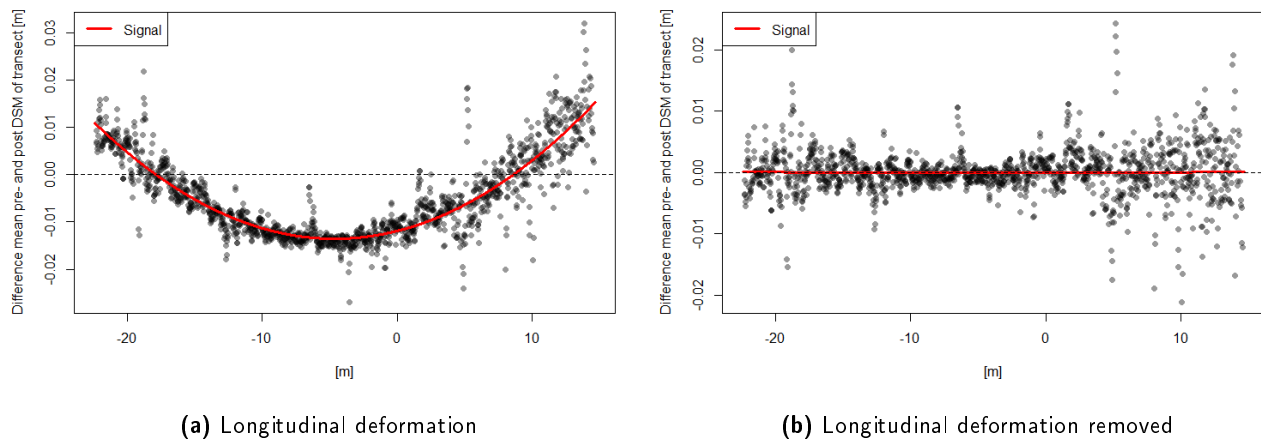 Difference mean pre- and post DSM of transect [m]
0.03
0.02
0.01
0.00
-0.01
-0.02
Signal
-20
-10
0
10
[m]
(a) Longitudinal deformation
Difference mean pre- and post DSM of transect [m]
0.02
0.01
0.00
-0.01
-0.02
Signal
-20
-10
0
10
[m]
(b) Longitudinal deformation removed